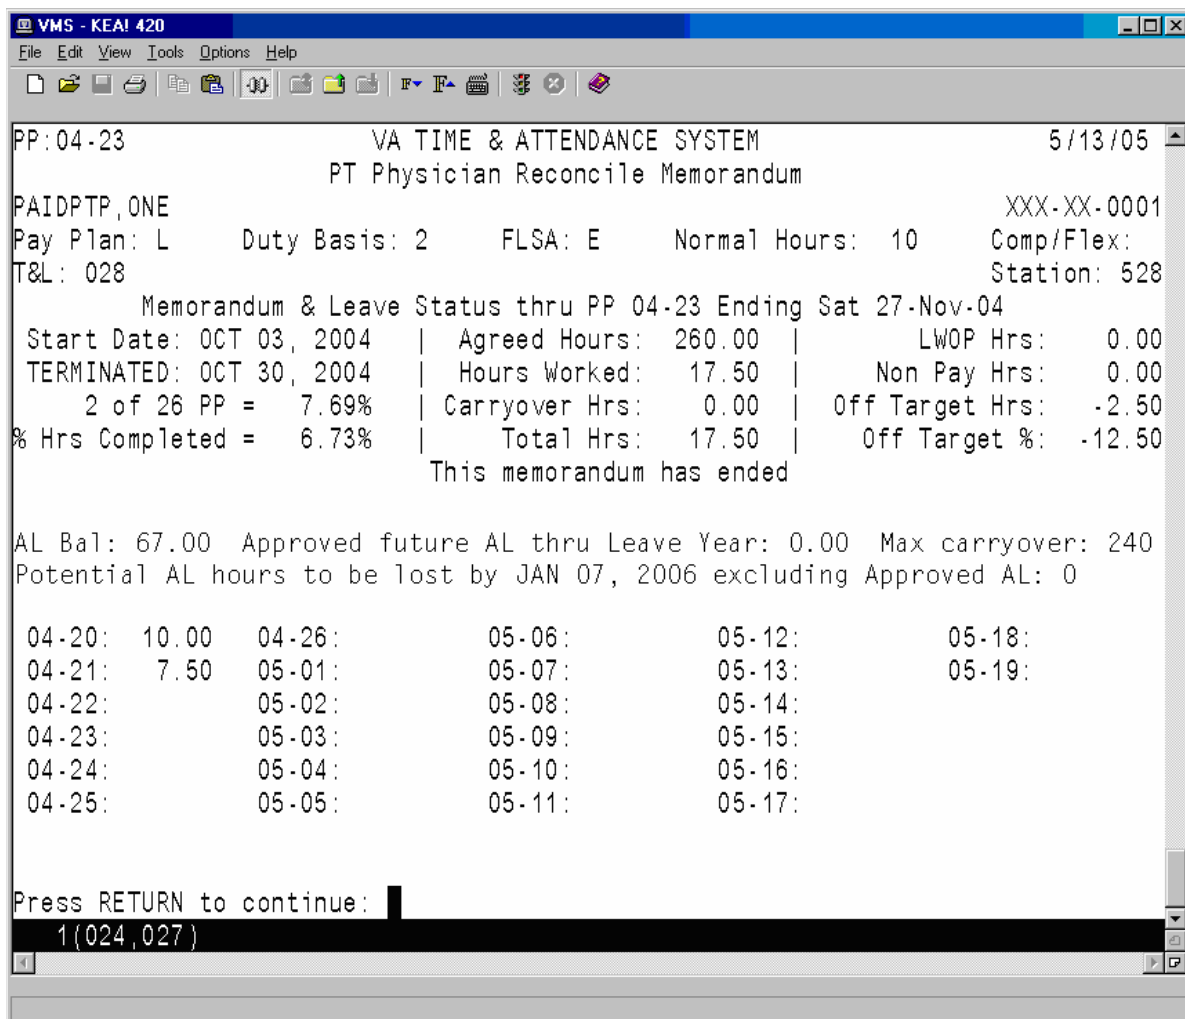 VMS - KEA! 420
File Edit View Tools Options Help
PP:04-23 VA TIME & ATTENDANCE SYSTEM 5/13/05
PT Physician Reconcile Memorandum
PAIDPTP,ONE XXX-XX-0001
Pay Plan: L Duty Basis: 2 FLSA: E Normal Hours: 10 Comp/Flex:
T&L: 028 Station: 528
Memorandum & Leave Status thru PP 04-23 Ending Sat 27-Nov-04
Start Date: OCT 03, 2004 | Agreed Hours: 260.00 | LWOP Hrs: 0.00
TERMINATED: OCT 30, 2004 | Hours Worked: 17.50 | Non Pay Hrs: 0.00
2 of 26 PP = 7.69% | Carryover Hrs: 0.00 | Off Target Hrs: -2.50
% Hrs Completed = 6.73% | Total Hrs: 17.50 | Off Target %: -12.50
This memorandum has ended
AL Bal: 67.00 Approved future AL thru Leave Year: 0.00 Max carryover: 240
Potential AL hours to be lost by JAN 07, 2006 excluding Approved AL: 0
04-20: 10.00 04-26: 05-06: 05-12: 05-18:
04-21: 7.50 05-01: 05-07: 05-13: 05-19:
04-22: 05-02: 05-08: 05-14:
04-23: 05-03: 05-09: 05-15:
04-24: 05-04: 05-10: 05-16:
04-25: 05-05: 05-11: 05-17:
Press RETURN to continue:
1(024,027)